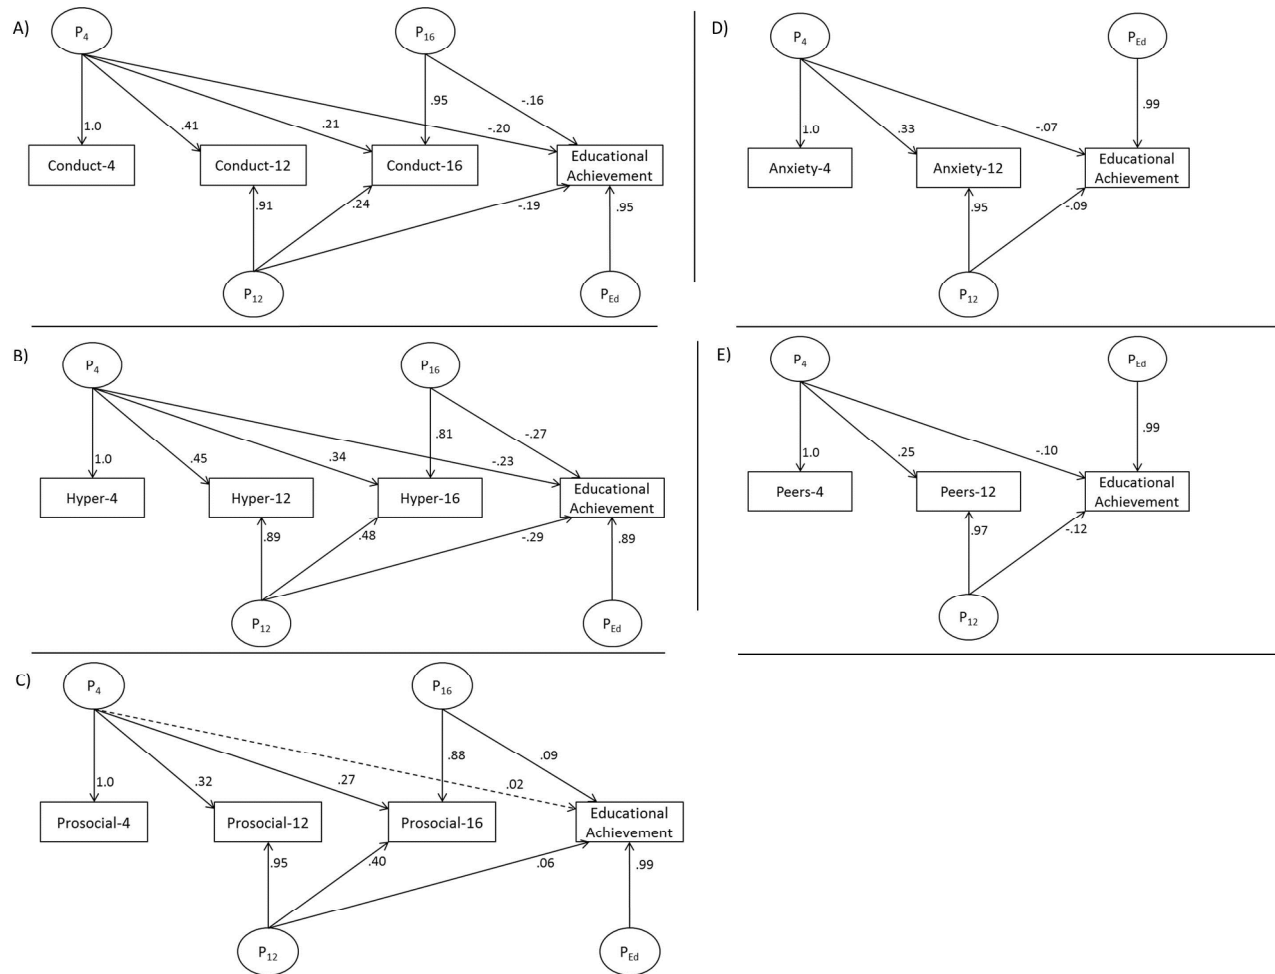 A)
P4
P16
1.0
.41
.21
.95
-.16
-.20
Conduct-4
Conduct-12
Conduct-16
Educational
Achievement
.91
.24
-.19
.95
P12
PEd
B)
P4
P16
1.0
.45
.34
.81
-.27
-.23
Hyper-4
Hyper-12
Hyper-16
Educational
Achievement
.89
.48
-.29
.89
P12
PEd
C)
P4
P16
1.0
.32
.27
.88
.09
.02
Prosocial-4
Prosocial-12
Prosocial-16
Educational
Achievement
.95
.40
.06
.99
P12
PEd
D)
P4
PEd
1.0
.33
-.07
.99
Anxiety-4
Anxiety-12
Educational
Achievement
.95
-.09
P12
E)
P4
PEd
1.0
.25
-.10
.99
Peers-4
Peers-12
Educational
Achievement
.97
-.12
P12